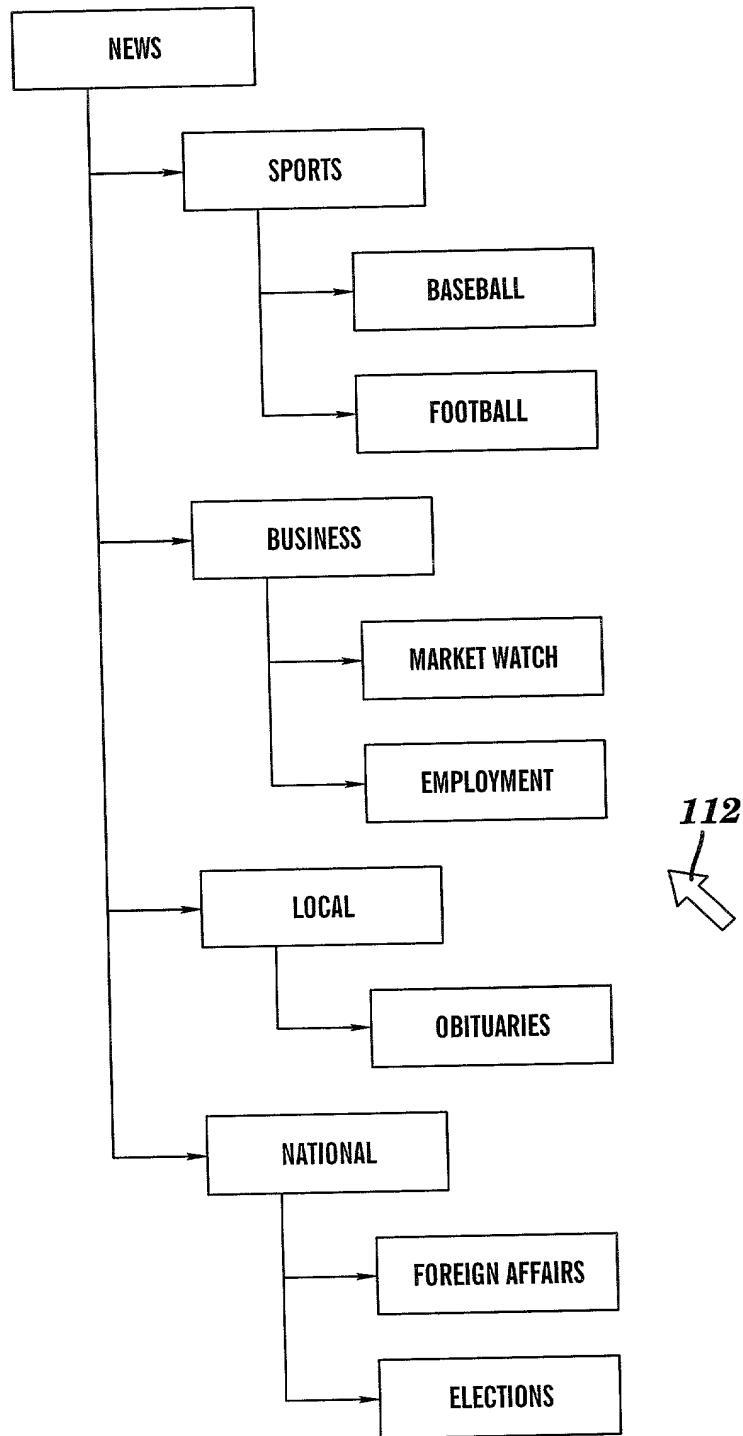 NEWS
SPORTS
BASEBALL
FOOTBALL
BUSINESS
MARKET WATCH
EMPLOYMENT
112
LOCAL
OBITUARIES
NATIONAL
FOREIGN AFFAIRS
ELECTIONS